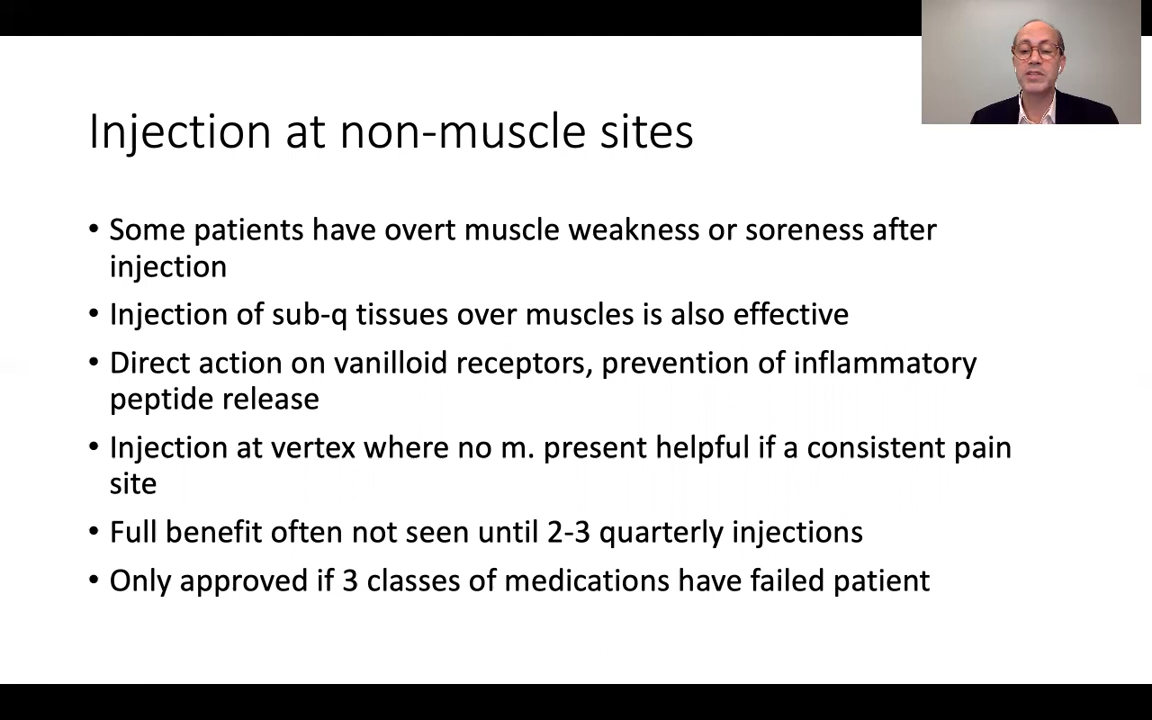 Injection at non-muscle sites
• Some patients have overt muscle weakness or soreness after
injection
• Injection of sub-q tissues over muscles is also effective
• Direct action on vanilloid receptors, prevention of inflammatory
peptide release
• Injection at vertex where no m. present helpful if a consistent pain
site
• Full benefit often not seen until 2-3 quarterly injections
• Only approved if 3 classes of medications have failed patient